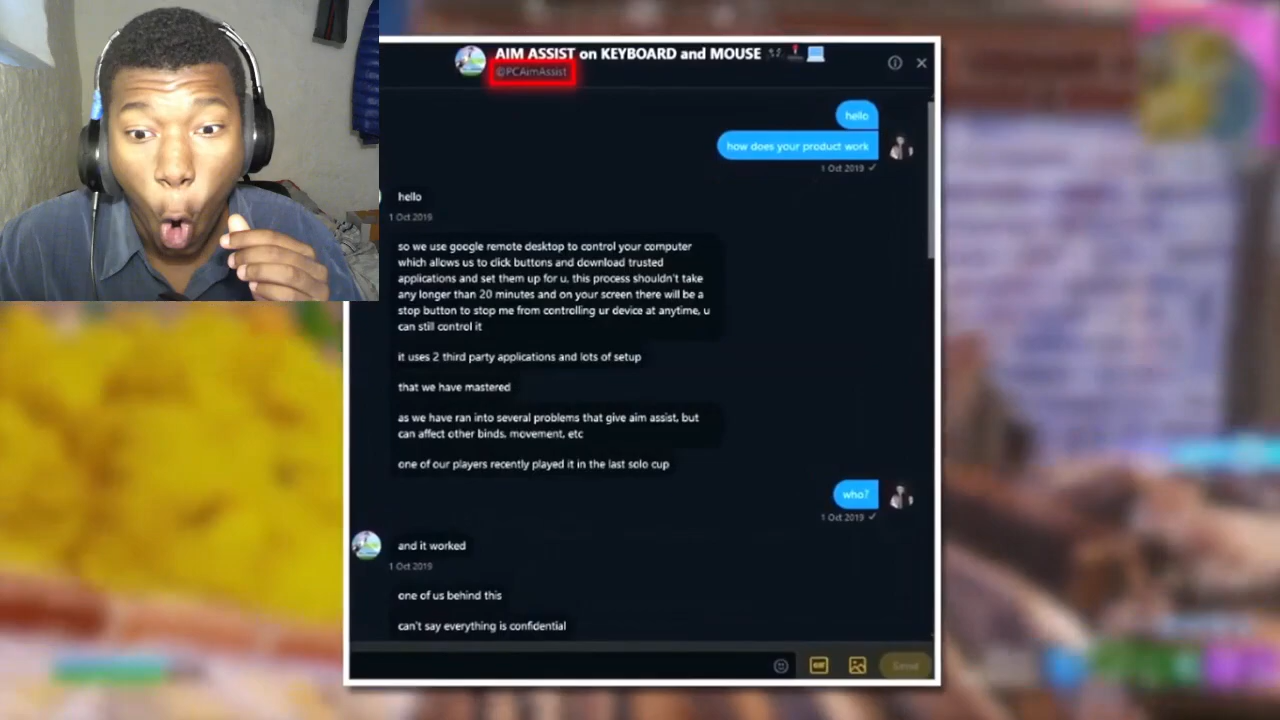 AIM ASSIST on KEYBOARD and MOUSE
@PCAimAssist
hello
how does your product work
1 Oct 2019
hello
1 Oct 2019
so we use google remote desktop to control your computer
which allows us to click buttons and download trusted
applications and set them up for u, this process shouldn't take
any longer than 20 minutes and on your screen there will be a
stop button to stop me from controlling ur device at anytime, u
can still control it
it uses 2 third party applications and lots of setup
that we have mastered
as we have ran into several problems that give aim assist, but
can affect other binds, movement, etc
one of our players recently played it in the last solo cup
who?
1 Oct 2019
and it worked
1 Oct 2019
one of us behind this
can't say everything is confidential
GIF
Send